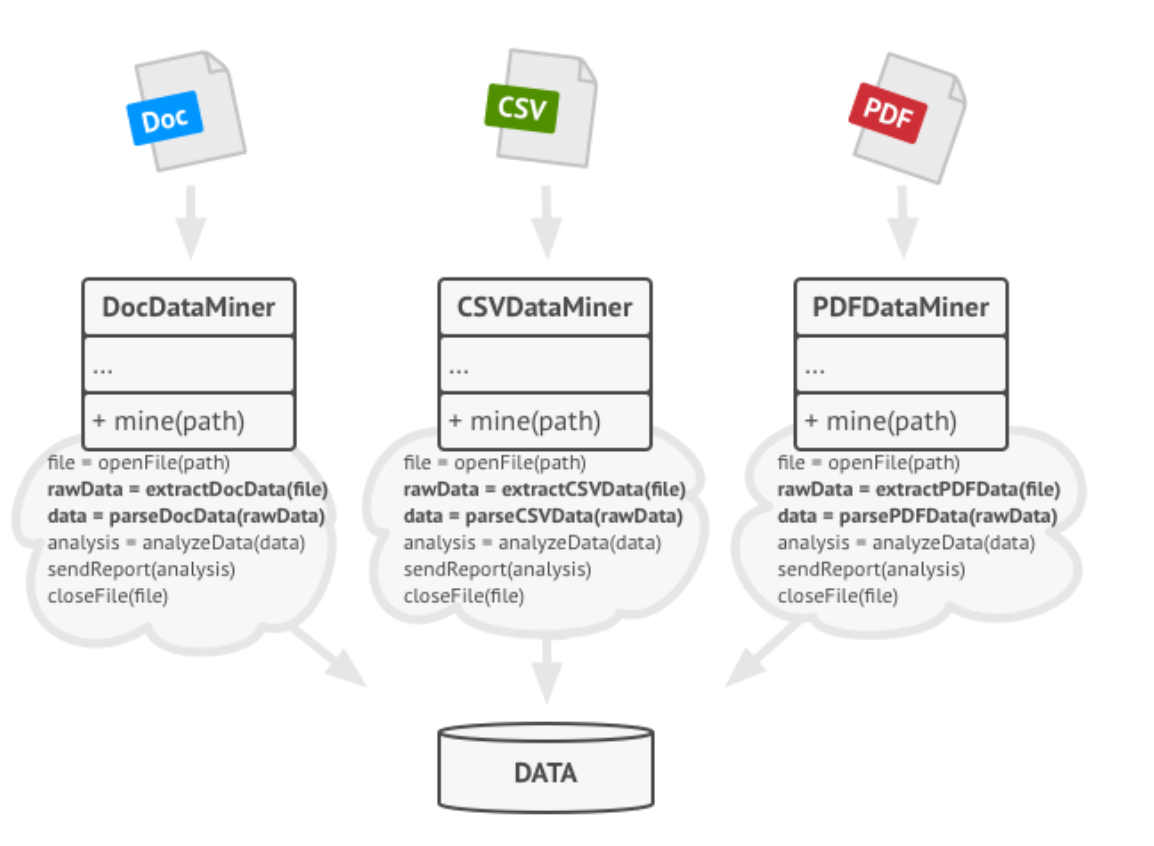 Doc
CSV
PDF
DocDataMiner
...
+ mine(path)
file = openFile(path)
rawData = extractDocData(file)
data = parseDocData(rawData)
analysis = analyzeData(data)
sendReport(analysis)
closeFile(file)
CSVDataMiner
...
+ mine(path)
file = openFile(path)
rawData = extractCSVData(file)
data = parseCSVData(rawData)
analysis = analyzeData(data)
sendReport(analysis)
closeFile(file)
PDFDataMiner
...
+ mine(path)
file = openFile(path)
rawData = extractPDFData(file)
data = parsePDFData(rawData)
analysis = analyzeData(data)
sendReport(analysis)
closeFile(file)
DATA